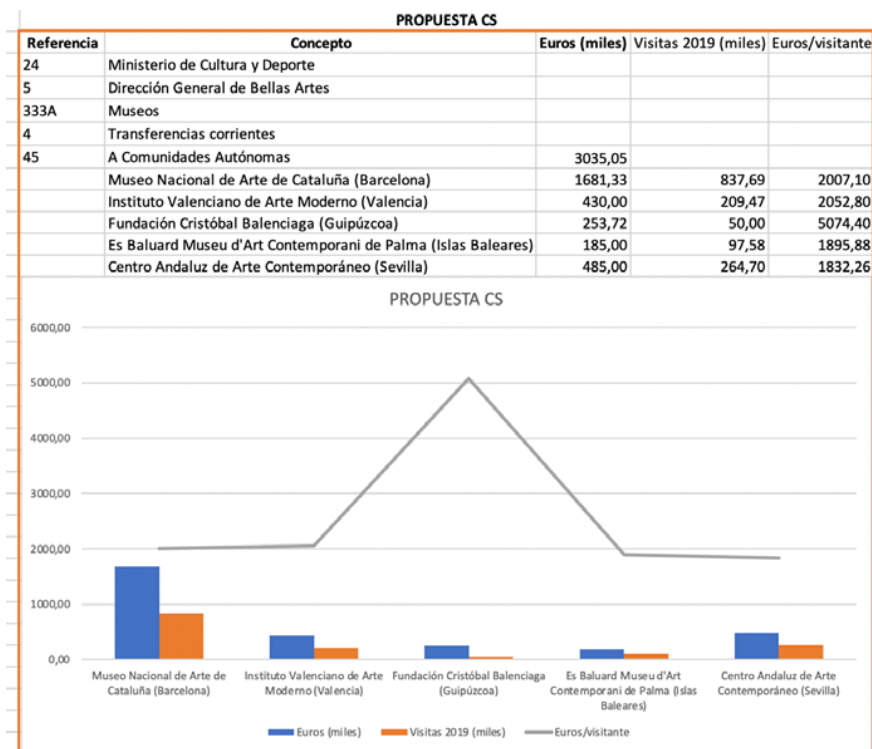 PROPUESTA CS
Referencia Concepto Euros (miles) Visitas 2019 (miles) Euros/visitante
24 Ministerio de Cultura y Deporte
5 Dirección General de Bellas Artes
333A Museos
4 Transferencias corrientes
45 A Comunidades Autónomas 3035,05
Museo Nacional de Arte de Cataluña (Barcelona) 1681,33 837,69 2007,10
Instituto Valenciano de Arte Moderno (Valencia) 430,00 209,47 2052,80
Fundación Cristóbal Balenciaga (Guipúzcoa) 253,72 50,00 5074,40
Es Baluard Museu d'Art Contemporani de Palma (Islas Baleares) 185,00 97,58 1895,88
Centro Andaluz de Arte Contemporáneo (Sevilla) 485,00 264,70 1832,26
PROPUESTA CS
6000,00
5000,00
4000,00
3000,00
2000,00
1000,00
0,00
Museo Nacional de Arte de
Cataluña (Barcelona)
Instituto Valenciano de Arte
Moderno (Valencia)
Fundación Cristóbal Balenciaga
(Guipúzcoa)
Es Baluard Museu d'Art
Contemporani de Palma (Islas
Baleares)
Centro Andaluz de Arte
Contemporáneo (Sevilla)
Euros (miles) Visitas 2019 (miles) Euros/visitante